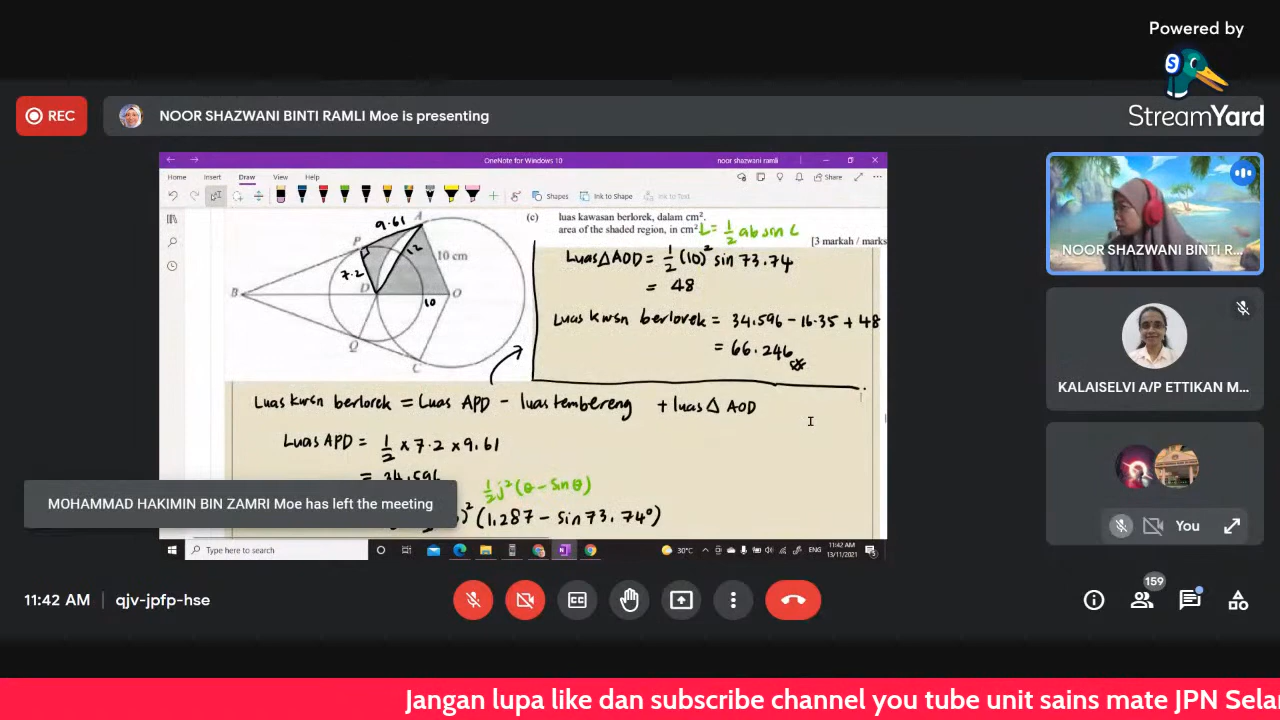 Powered by
S
StreamYard
REC
NOOR SHAZWANI BINTI RAMLI Moe is presenting
OneNote for Windows 10
noor shazwani ramli
Home Insert Draw View Help
Share
Shapes
Ink to Shape
Ink to Text
A
9.61
P
12
10 cm
7.2
B
D
10
O
Q
C
(c) luas kawasan berlorek, dalam cm².
area of the shaded region, in cm².
L = 1/2 ab sin C
[3 markah / marks
Luas △AOD = 1/2 (10)² sin 73.74
= 48
Luas kwsn berlorek = 34.596 - 16.35 + 48
= 66.246
Luas kwsn berlorek = Luas APD - luas tembereng + luas △ AOD
Luas APD = 1/2 × 7.2 × 9.61
= 34.596
1/2 j² (θ - sin θ)
)² (1.287 - sin 73.74°)
MOHAMMAD HAKIMIN BIN ZAMRI Moe has left the meeting
Type here to search
30°C
ENG
11:42 AM
13/11/2021
NOOR SHAZWANI BINTI R...
KALAISELVI A/P ETTIKAN M...
You
11:42 AM | qjv-jpfp-hse
CC
159
Jangan lupa like dan subscribe channel you tube unit sains mate JPN Selan